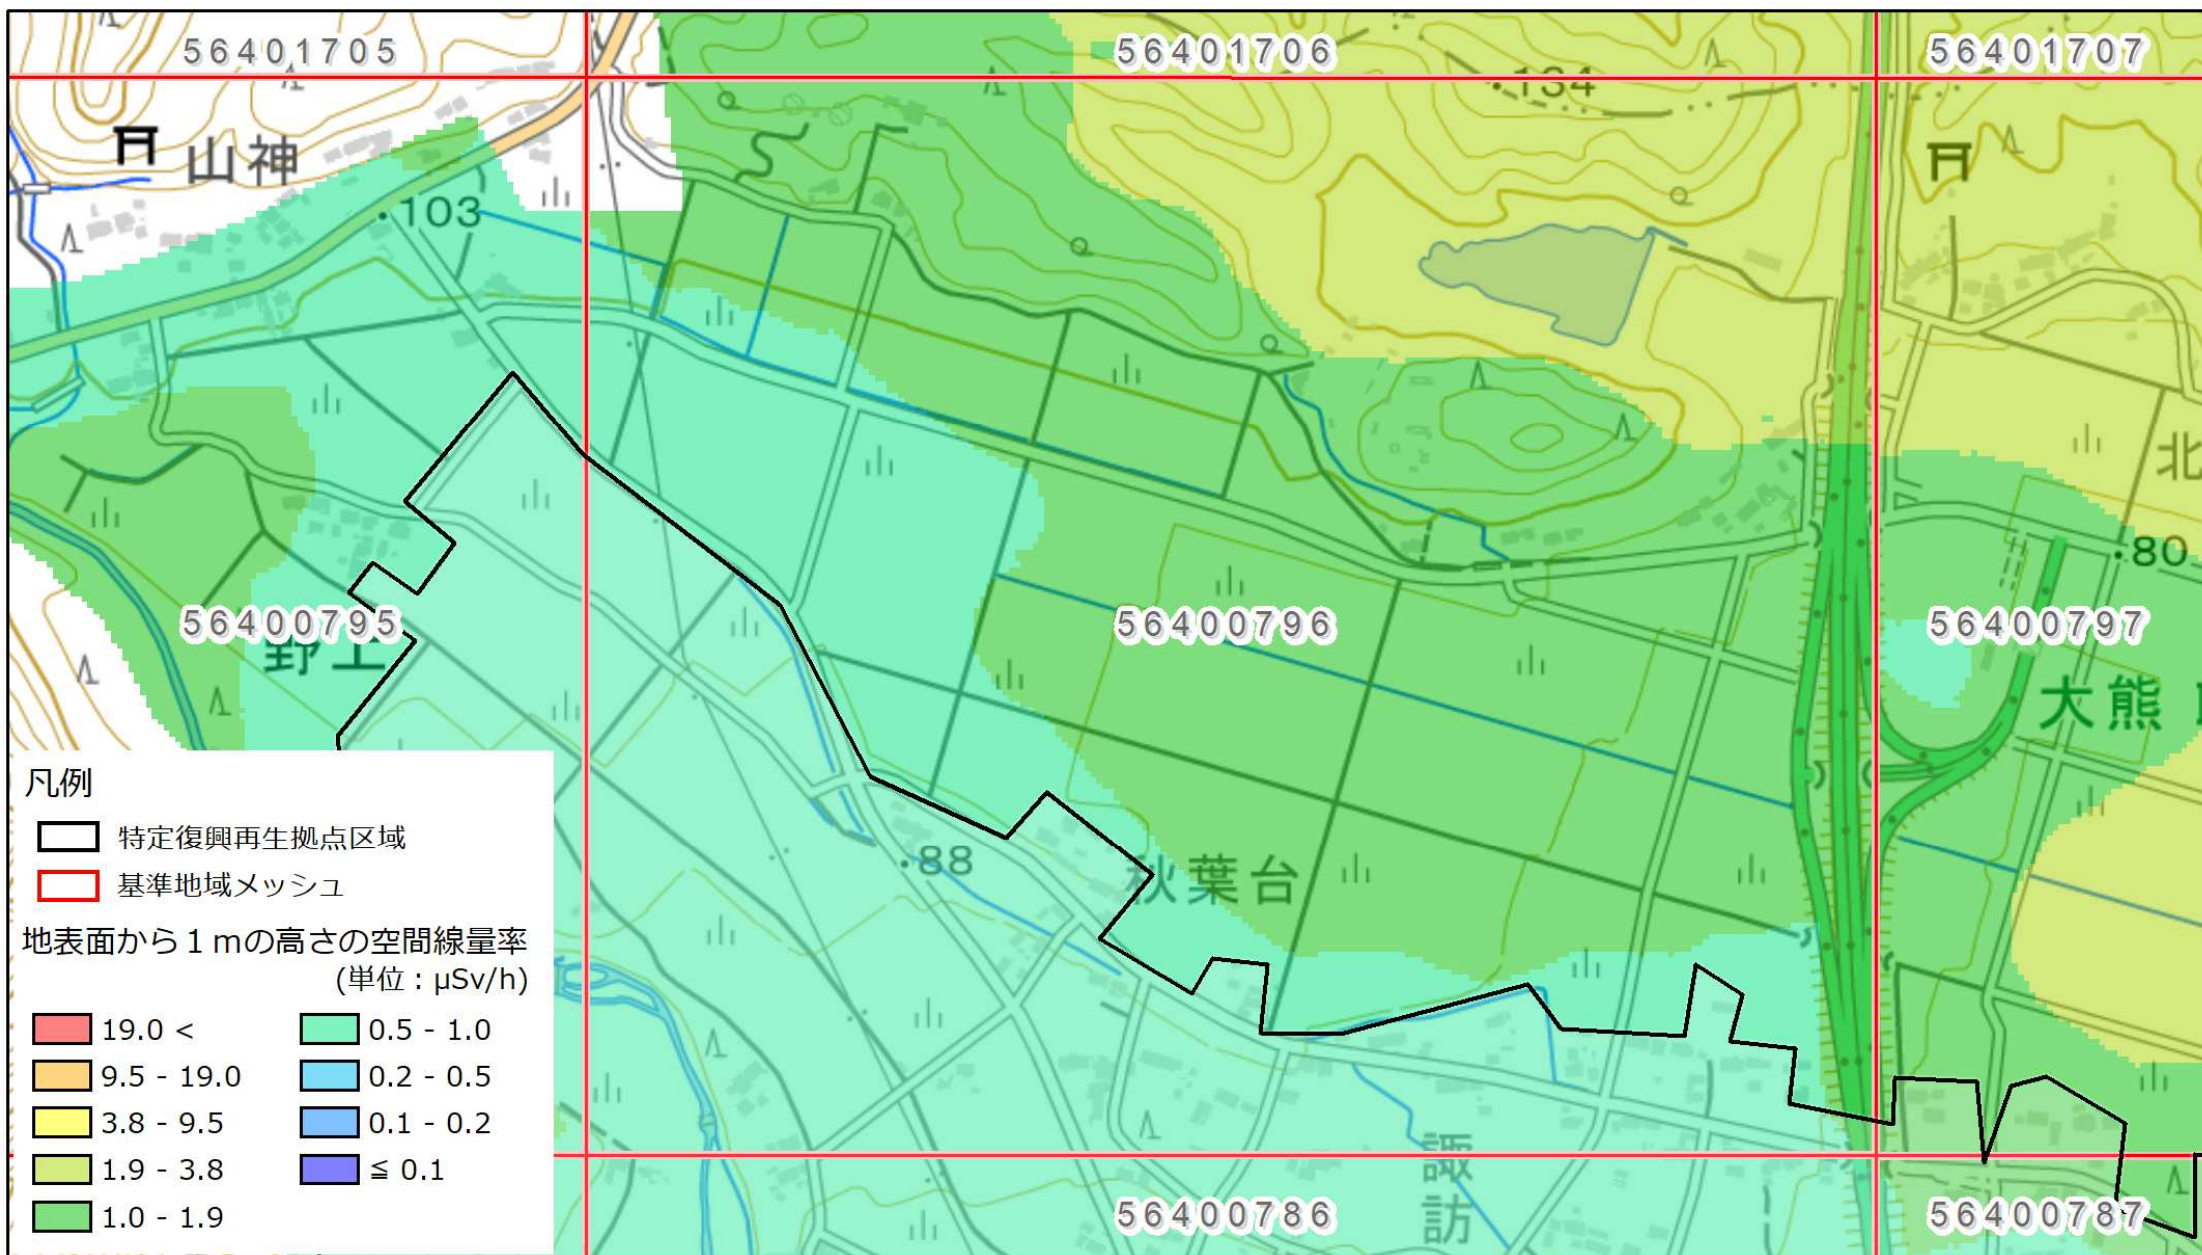 56401705
56401706
56401707
134
山神
103
北
80
56400795
56400796
56400797
野上
大熊
88
秋葉台
諏訪
56400786
56400787
凡例
特定復興再生拠点区域
基準地域メッシュ
地表面から1mの高さの空間線量率
(単位:μSv/h)
19.0 <
0.5 - 1.0
9.5 - 19.0
0.2 - 0.5
3.8 - 9.5
0.1 - 0.2
1.9 - 3.8
≦ 0.1
1.0 - 1.9